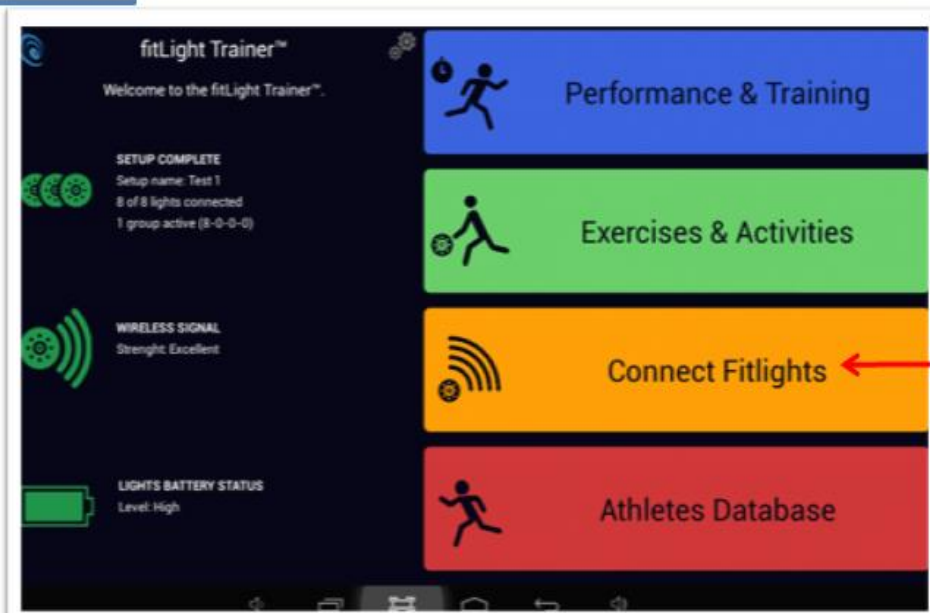 fitLight Trainer™
Welcome to the fitLight Trainer™.
SETUP COMPLETE
Setup name: Test 1
8 of 8 lights connected
1 group active (8-0-0-0)
WIRELESS SIGNAL
Strenght: Excellent
LIGHTS BATTERY STATUS
Level: High
Performance & Training
Exercises & Activities
Connect Fitlights
Athletes Database